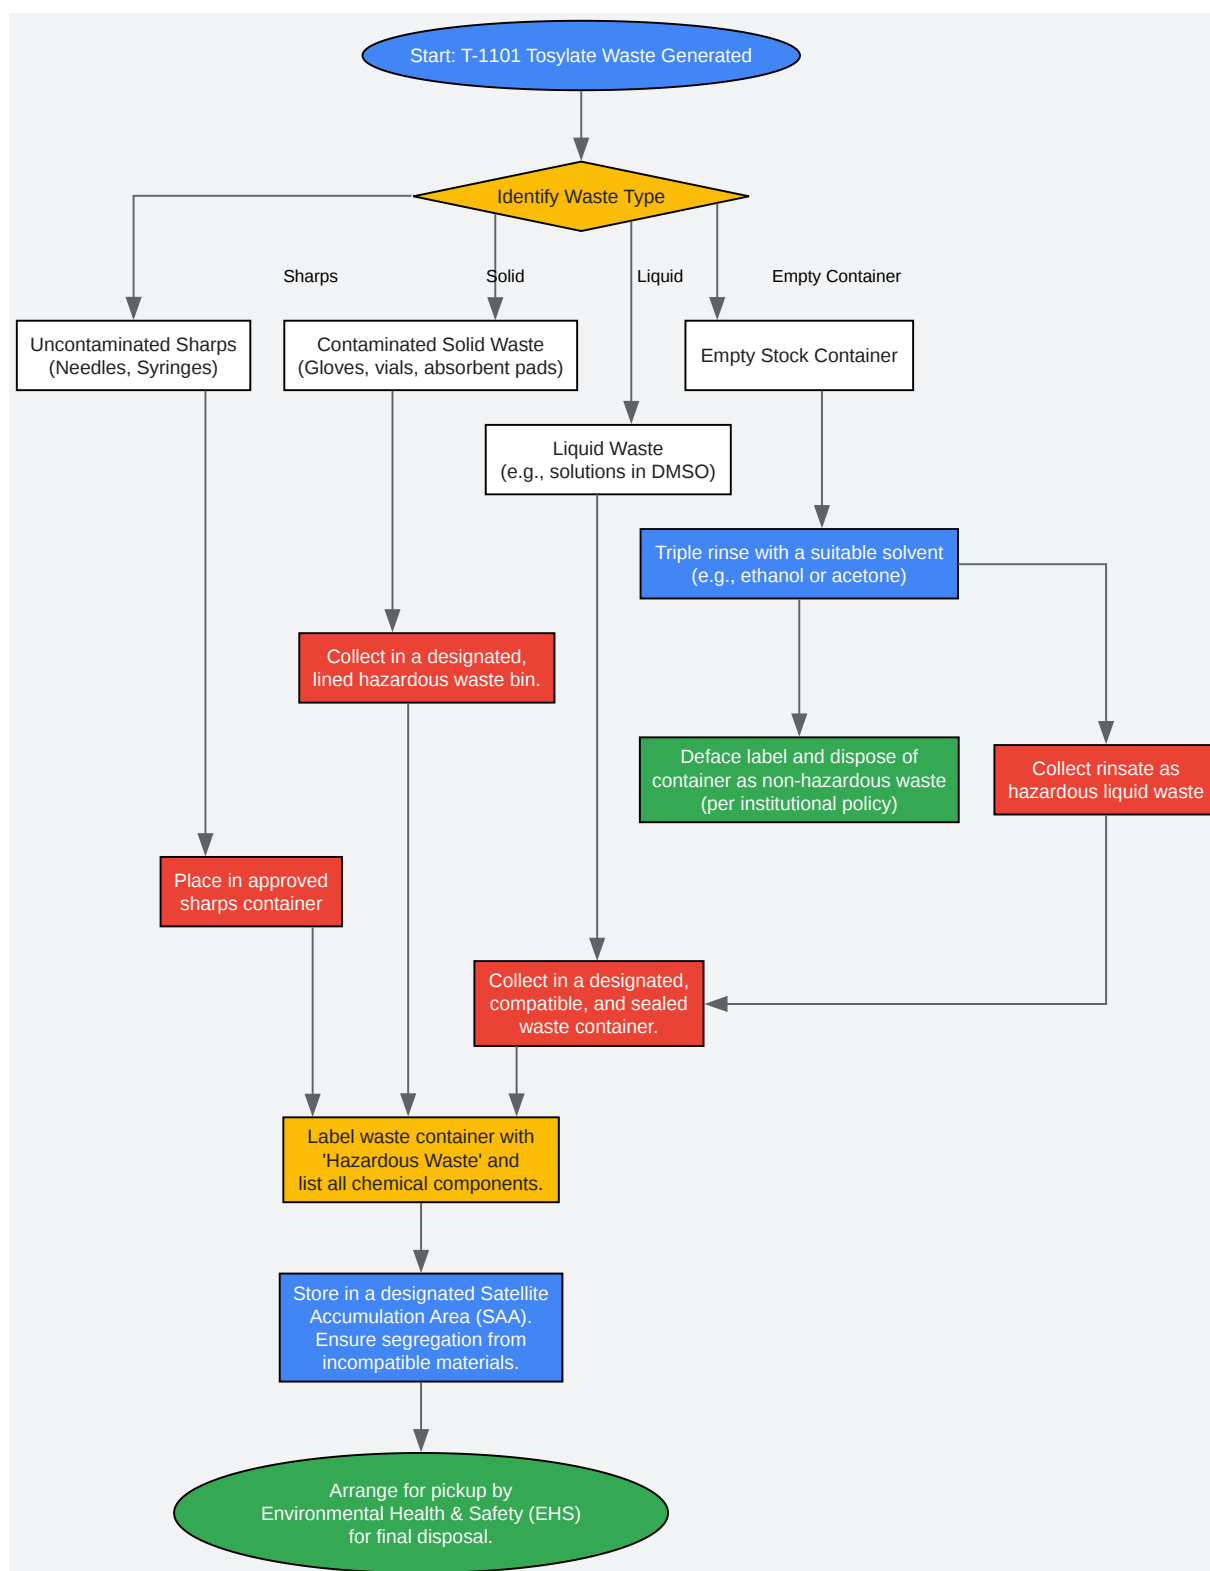 Start: T-1101 Tosylate Waste Generated
Identify Waste Type
Sharps
Solid
Liquid
Empty Container
Uncontaminated Sharps
(Needles, Syringes)
Contaminated Solid Waste
(Gloves, vials, absorbent pads)
Empty Stock Container
Liquid Waste
(e.g., solutions in DMSO)
Triple rinse with a suitable solvent
(e.g., ethanol or acetone)
Collect in a designated,
lined hazardous waste bin.
Deface label and dispose of
container as non-hazardous waste
(per institutional policy)
Collect rinsate as
hazardous liquid waste
Place in approved
sharps container
Collect in a designated,
compatible, and sealed
waste container.
Label waste container with
'Hazardous Waste' and
list all chemical components.
Store in a designated Satellite
Accumulation Area (SAA).
Ensure segregation from
incompatible materials.
Arrange for pickup by
Environmental Health & Safety (EHS)
for final disposal.